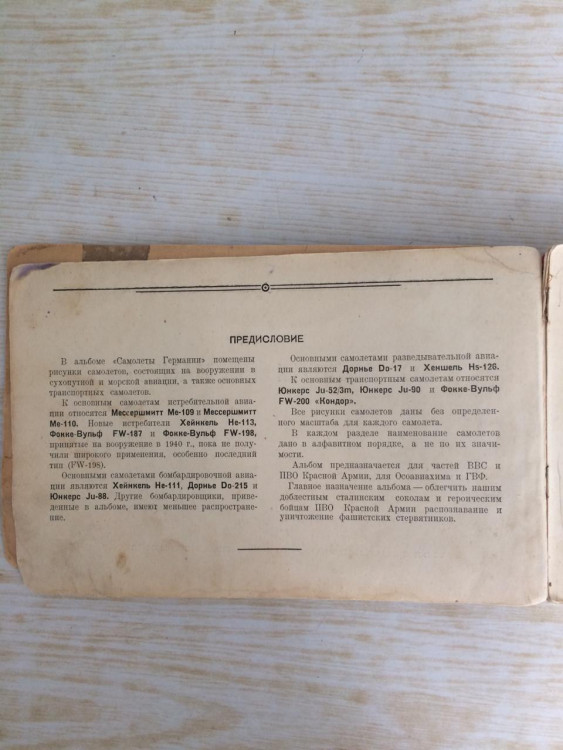 ПРЕДИСЛОВИЕ
В альбоме «Самолеты Германии» помещены
рисунки самолетов, состоящих на вооружении в
сухопутной и морской авиации, а также основных
транспортных самолетов.
К основным самолетам истребительной авиа-
ции относятся Мессершмитт Ме-109 и Мессершмитт
Ме-110. Новые истребители Хейнкель Не-113,
Фокке-Вульф FW-187 и Фокке-Вульф FW-198,
принятые на вооружение в 1940 г., пока не полу-
чили широкого применения, особенно последний
тип (FW-198).
Основными самолетами бомбардировочной авиа-
ции являются Хейнкель Не-111, Дорнье Do-215 и
Юнкерс Ju-88. Другие бомбардировщики, приве-
денные в альбоме, имеют меньшее распростране-
ние.
Основными самолетами разведывательной авиа-
ции являются Дорнье Do-17 и Хеншель Hs-126.
К основным транспортным самолетам относятся
Юнкерс Ju-52/3m, Юнкерс Ju-90 и Фокке-Вульф
FW-200 «Кондор».
Все рисунки самолетов даны без определен-
ного масштаба для каждого самолета.
В каждом разделе наименование самолетов
дано в алфавитном порядке, а не по их значи-
мости.
Альбом предназначается для частей ВВС и
ПВО Красной Армии, для Осоавиахима и ГВФ.
Главное назначение альбома — облегчить нашим
доблестным сталинским соколам и героическим
бойцам ПВО Красной Армии распознавание и
уничтожение фашистских стервятников.